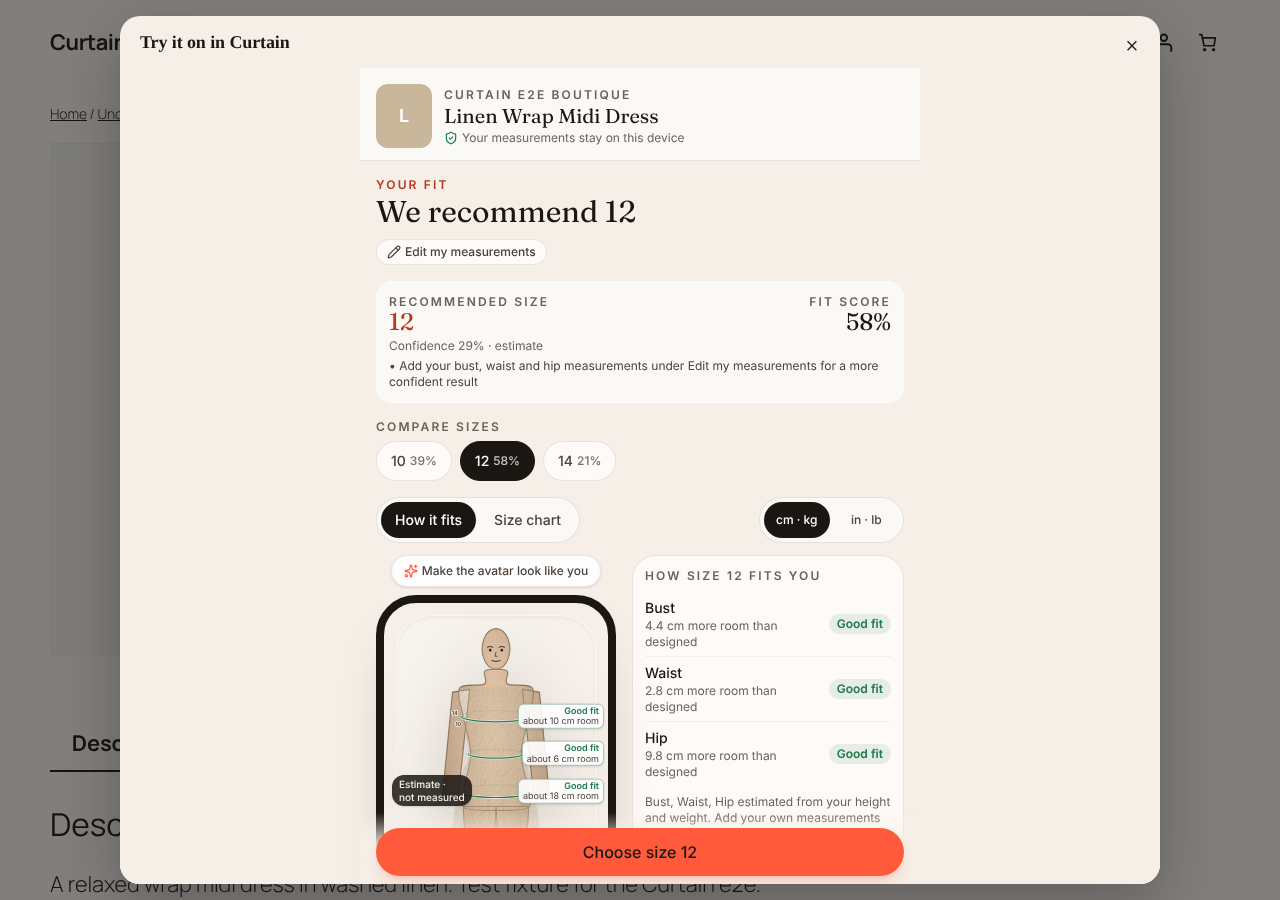 Curtain
Try it on in Curtain
Home /
L
CURTAIN E2E BOUTIQUE
Linen Wrap Midi Dress
Your measurements stay on this device
YOUR FIT
We recommend 12
Edit my measurements
RECOMMENDED SIZE
FIT SCORE
12
58%
Confidence 29% · estimate
• Add your bust, waist and hip measurements under Edit my measurements for a more
confident result
COMPARE SIZES
10 39%
12 58%
14 21%
How it fits
Size chart
cm · kg
in · lb
Make the avatar look like you
HOW SIZE 12 FITS YOU
Bust
4.4 cm more room than
designed
Good fit
Waist
2.8 cm more room than
designed
Good fit
Hip
9.8 cm more room than
designed
Good fit
Bust, Waist, Hip estimated from your height
and weight. Add your own measurements
14
10
Good fit
about 10 cm room
Good fit
about 6 cm room
Good fit
about 18 cm room
Estimate ·
not measured
Choose size 12
Desc
Desc
A relaxed wrap midi dress in washed linen. Test fixture for the Curtain e2e.